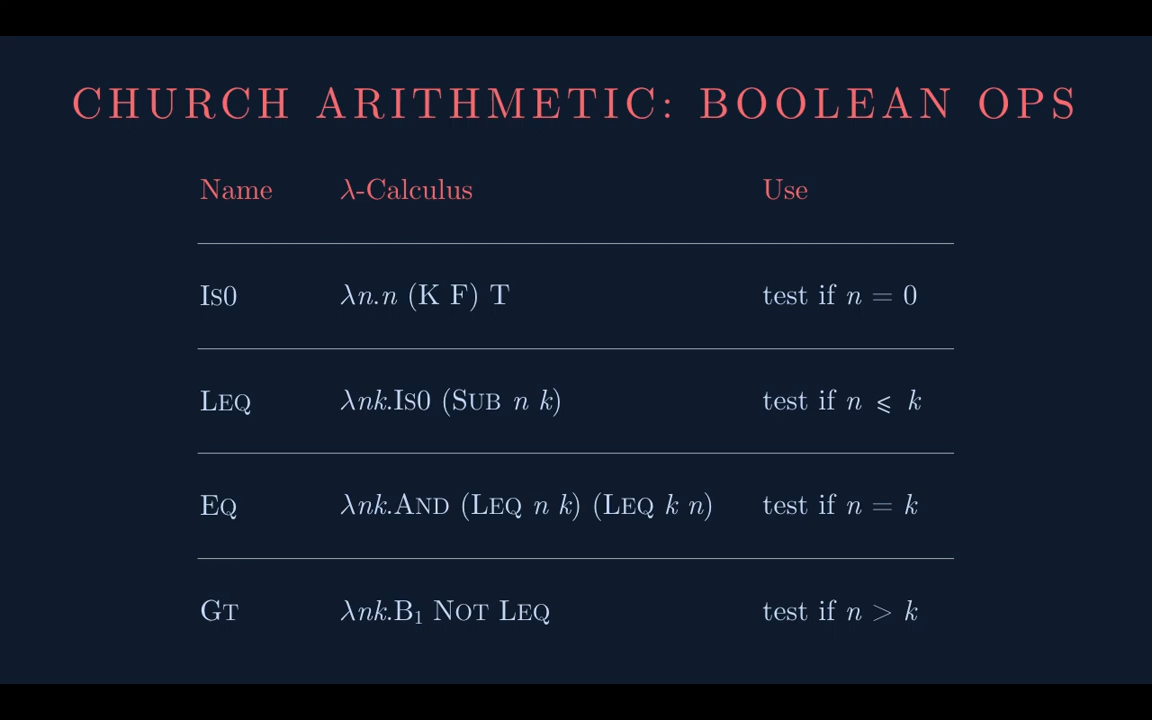 CHURCH ARITHMETIC: BOOLEAN OPS
Name λ-Calculus Use
Is0 λn.n (K F) T test if n = 0
Leq λnk.Is0 (Sub n k) test if n ⩽ k
Eq λnk.And (Leq n k) (Leq k n) test if n = k
Gt λnk.B₁ Not Leq test if n > k